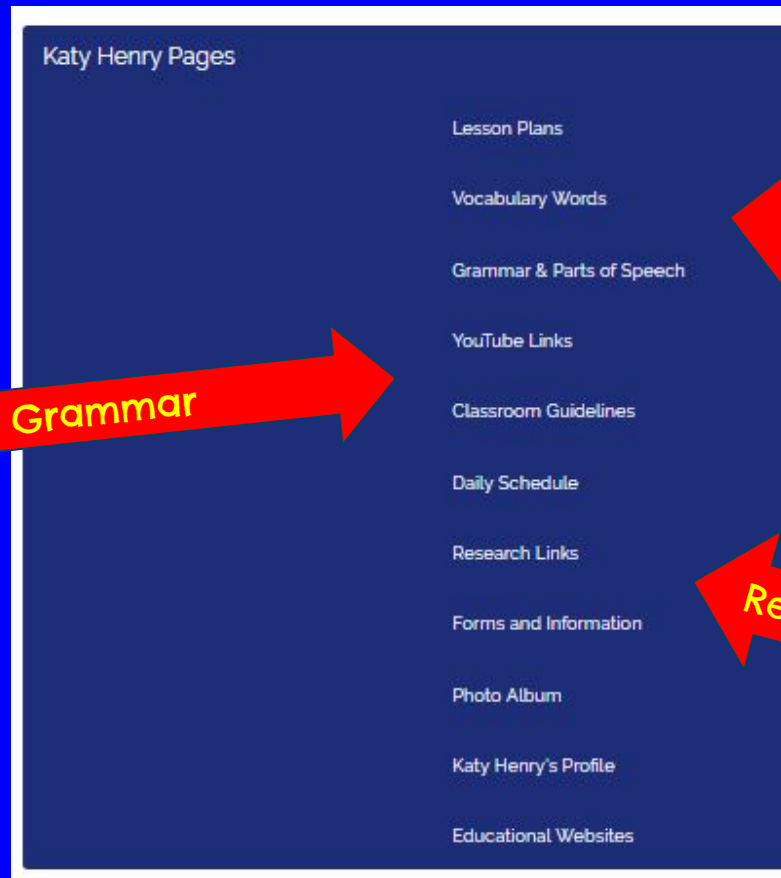 Katy Henry Pages
Lesson Plans
Vocabulary Words
Grammar & Parts of Speech
YouTube Links
Grammar
Classroom Guidelines
Daily Schedule
Research Links
Forms and Information
Photo Album
Katy Henry's Profile
Educational Websites